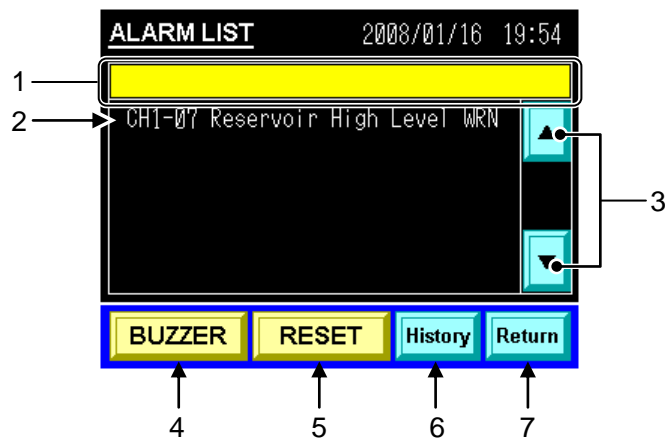 ALARM LIST 2008/01/16 19:54
1
2 CH1-07 Reservoir High Level WRN
▲
3
▼
BUZZER RESET History Return
4 5 6 7